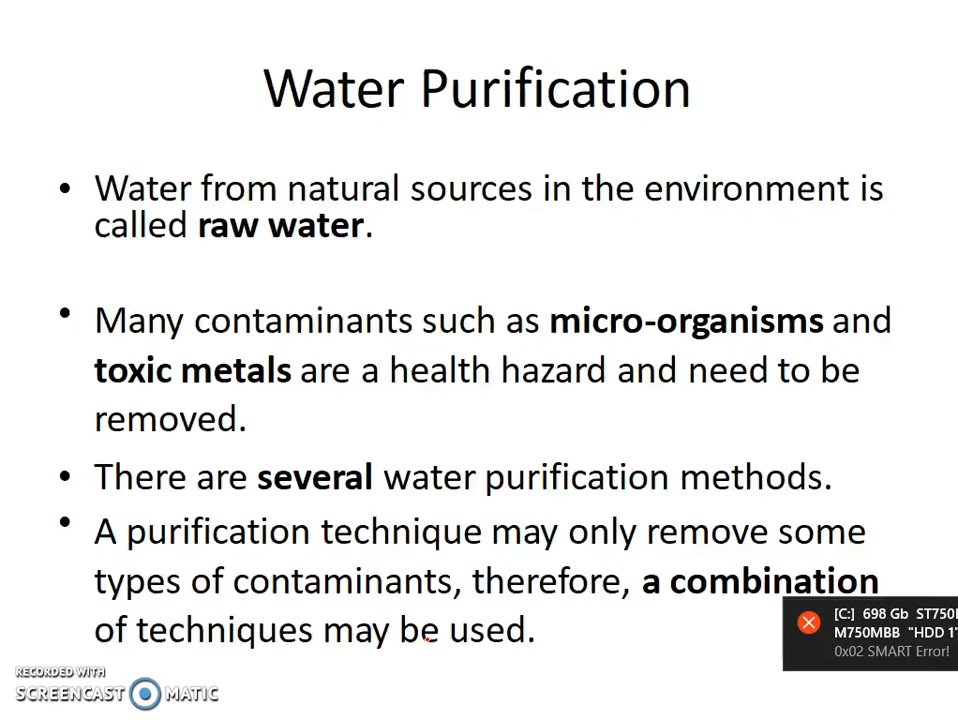 Water Purification
• Water from natural sources in the environment is
called raw water.
• Many contaminants such as micro-organisms and
toxic metals are a health hazard and need to be
removed.
• There are several water purification methods.
• A purification technique may only remove some
types of contaminants, therefore, a combination
of techniques may be used.
[C:] 698 Gb ST750
M750MBB "HDD 1"
0x02 SMART Error!
RECORDED WITH
SCREENCAST MATIC